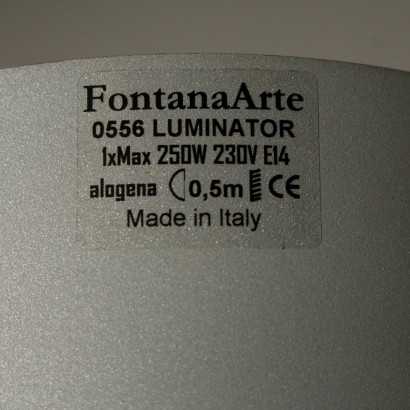 FontanaArte
0556 LUMINATOR
1xMax 250W 230V E14
alogena 0,5m CE
Made in Italy